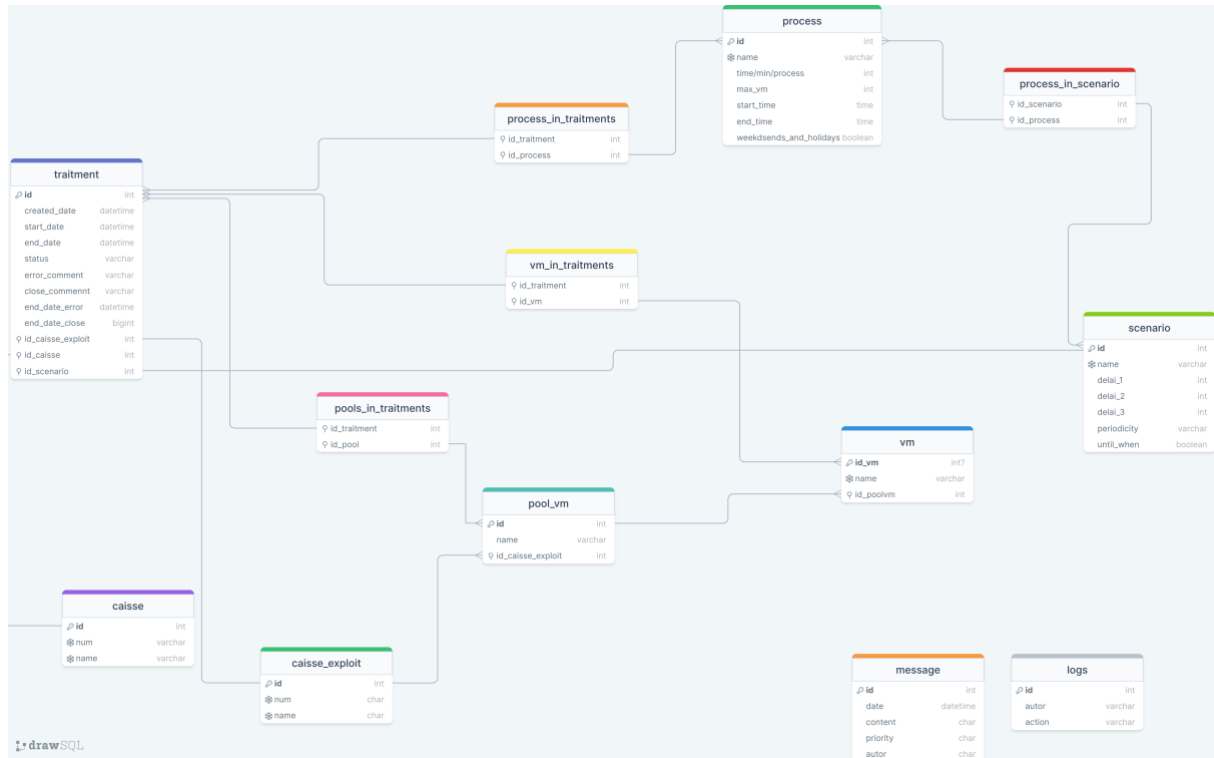 process
id int
name varchar
time/min/process int
max_vm int
start_time time
end_time time
weekdsends_and_holidays boolean
process_in_scenario
id_scenario int
id_process int
process_in_traitments
id_traitment int
id_process int
traitment
id int
created_date datetime
start_date datetime
end_date datetime
status varchar
error_comment varchar
close_commennt varchar
end_date_error datetime
end_date_close bigint
id_caisse_exploit int
id_caisse int
id_scenario int
vm_in_traitments
id_traitment int
id_vm int
scenario
id int
name varchar
delai_1 int
delai_2 int
delai_3 int
periodicity varchar
until_when boolean
pools_in_traitments
id_traitment int
id_pool int
vm
id_vm int?
name varchar
id_poolvm int
pool_vm
id int
name varchar
id_caisse_exploit int
caisse
id int
num varchar
name varchar
caisse_exploit
id int
num char
name char
message
id int
date datetime
content char
priority char
autor char
logs
id int
autor varchar
action varchar
drawSQL